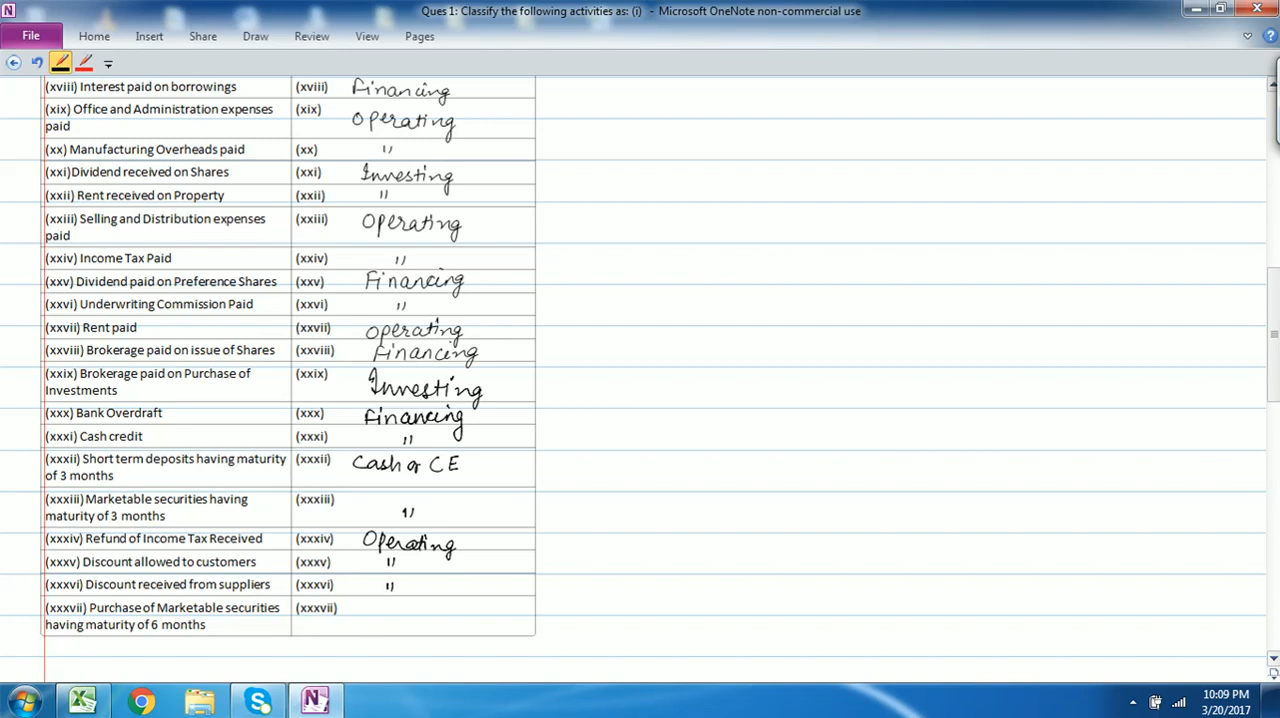 Ques 1: Classify the following activities as: (i) - Microsoft OneNote non-commercial use
File Home Insert Share Draw Review View Pages
(xviii) Interest paid on borrowings (xviii) Financing
(xix) Office and Administration expenses (xix) Operating
paid
(xx) Manufacturing Overheads paid (xx) 〃
(xxi)Dividend received on Shares (xxi) Investing
(xxii) Rent received on Property (xxii) 〃
(xxiii) Selling and Distribution expenses (xxiii) Operating
paid
(xxiv) Income Tax Paid (xxiv) 〃
(xxv) Dividend paid on Preference Shares (xxv) Financing
(xxvi) Underwriting Commission Paid (xxvi) 〃
(xxvii) Rent paid (xxvii) Operating
(xxviii) Brokerage paid on issue of Shares (xxviii) Financing
(xxix) Brokerage paid on Purchase of (xxix) Investing
Investments
(xxx) Bank Overdraft (xxx) Financing
(xxxi) Cash credit (xxxi) 〃
(xxxii) Short term deposits having maturity (xxxii) Cash or CE
of 3 months
(xxxiii) Marketable securities having (xxxiii) 〃
maturity of 3 months
(xxxiv) Refund of Income Tax Received (xxxiv) Operating
(xxxv) Discount allowed to customers (xxxv) 〃
(xxxvi) Discount received from suppliers (xxxvi) 〃
(xxxvii) Purchase of Marketable securities (xxxvii)
having maturity of 6 months
10:09 PM
3/20/2017